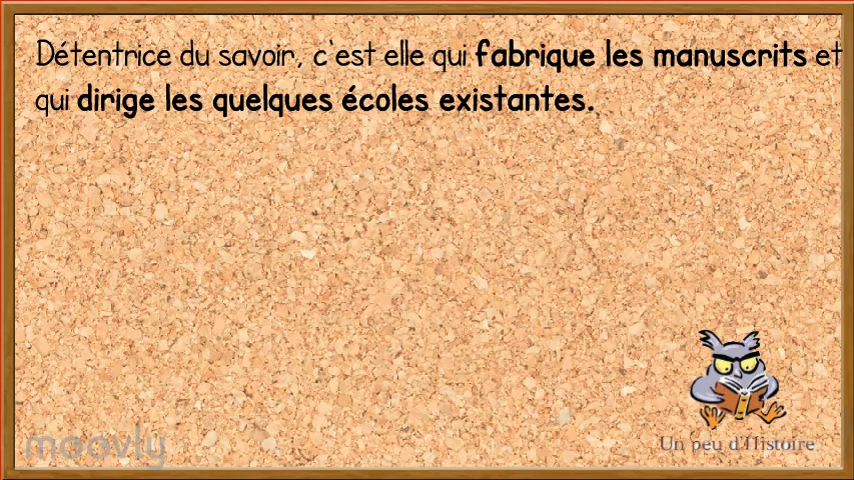 Détentrice du savoir, c'est elle qui fabrique les manuscrits et
qui dirige les quelques écoles existantes.
Un peu d'Histoire
moovly